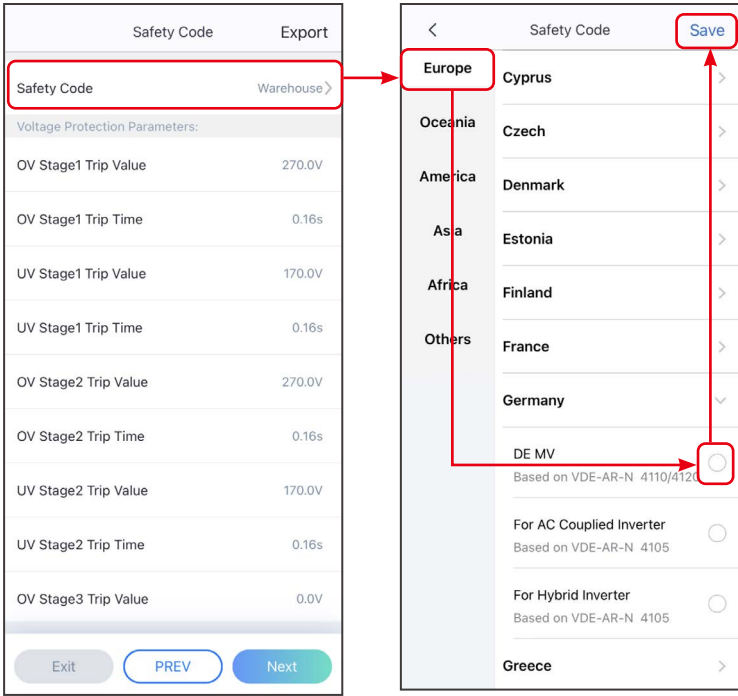 Safety Code Export
Safety Code Warehouse
Voltage Protection Parameters:
OV Stage1 Trip Value 270.0V
OV Stage1 Trip Time 0.16s
UV Stage1 Trip Value 170.0V
UV Stage1 Trip Time 0.16s
OV Stage2 Trip Value 270.0V
OV Stage2 Trip Time 0.16s
UV Stage2 Trip Value 170.0V
UV Stage2 Trip Time 0.16s
OV Stage3 Trip Value 0.0V
Exit PREV Next
Safety Code Save
Europe
Oceania
America
Asia
Africa
Others
Cyprus
Czech
Denmark
Estonia
Finland
France
Germany
DE MV
Based on VDE-AR-N 4110/4120
For AC Couplied Inverter
Based on VDE-AR-N 4105
For Hybrid Inverter
Based on VDE-AR-N 4105
Greece